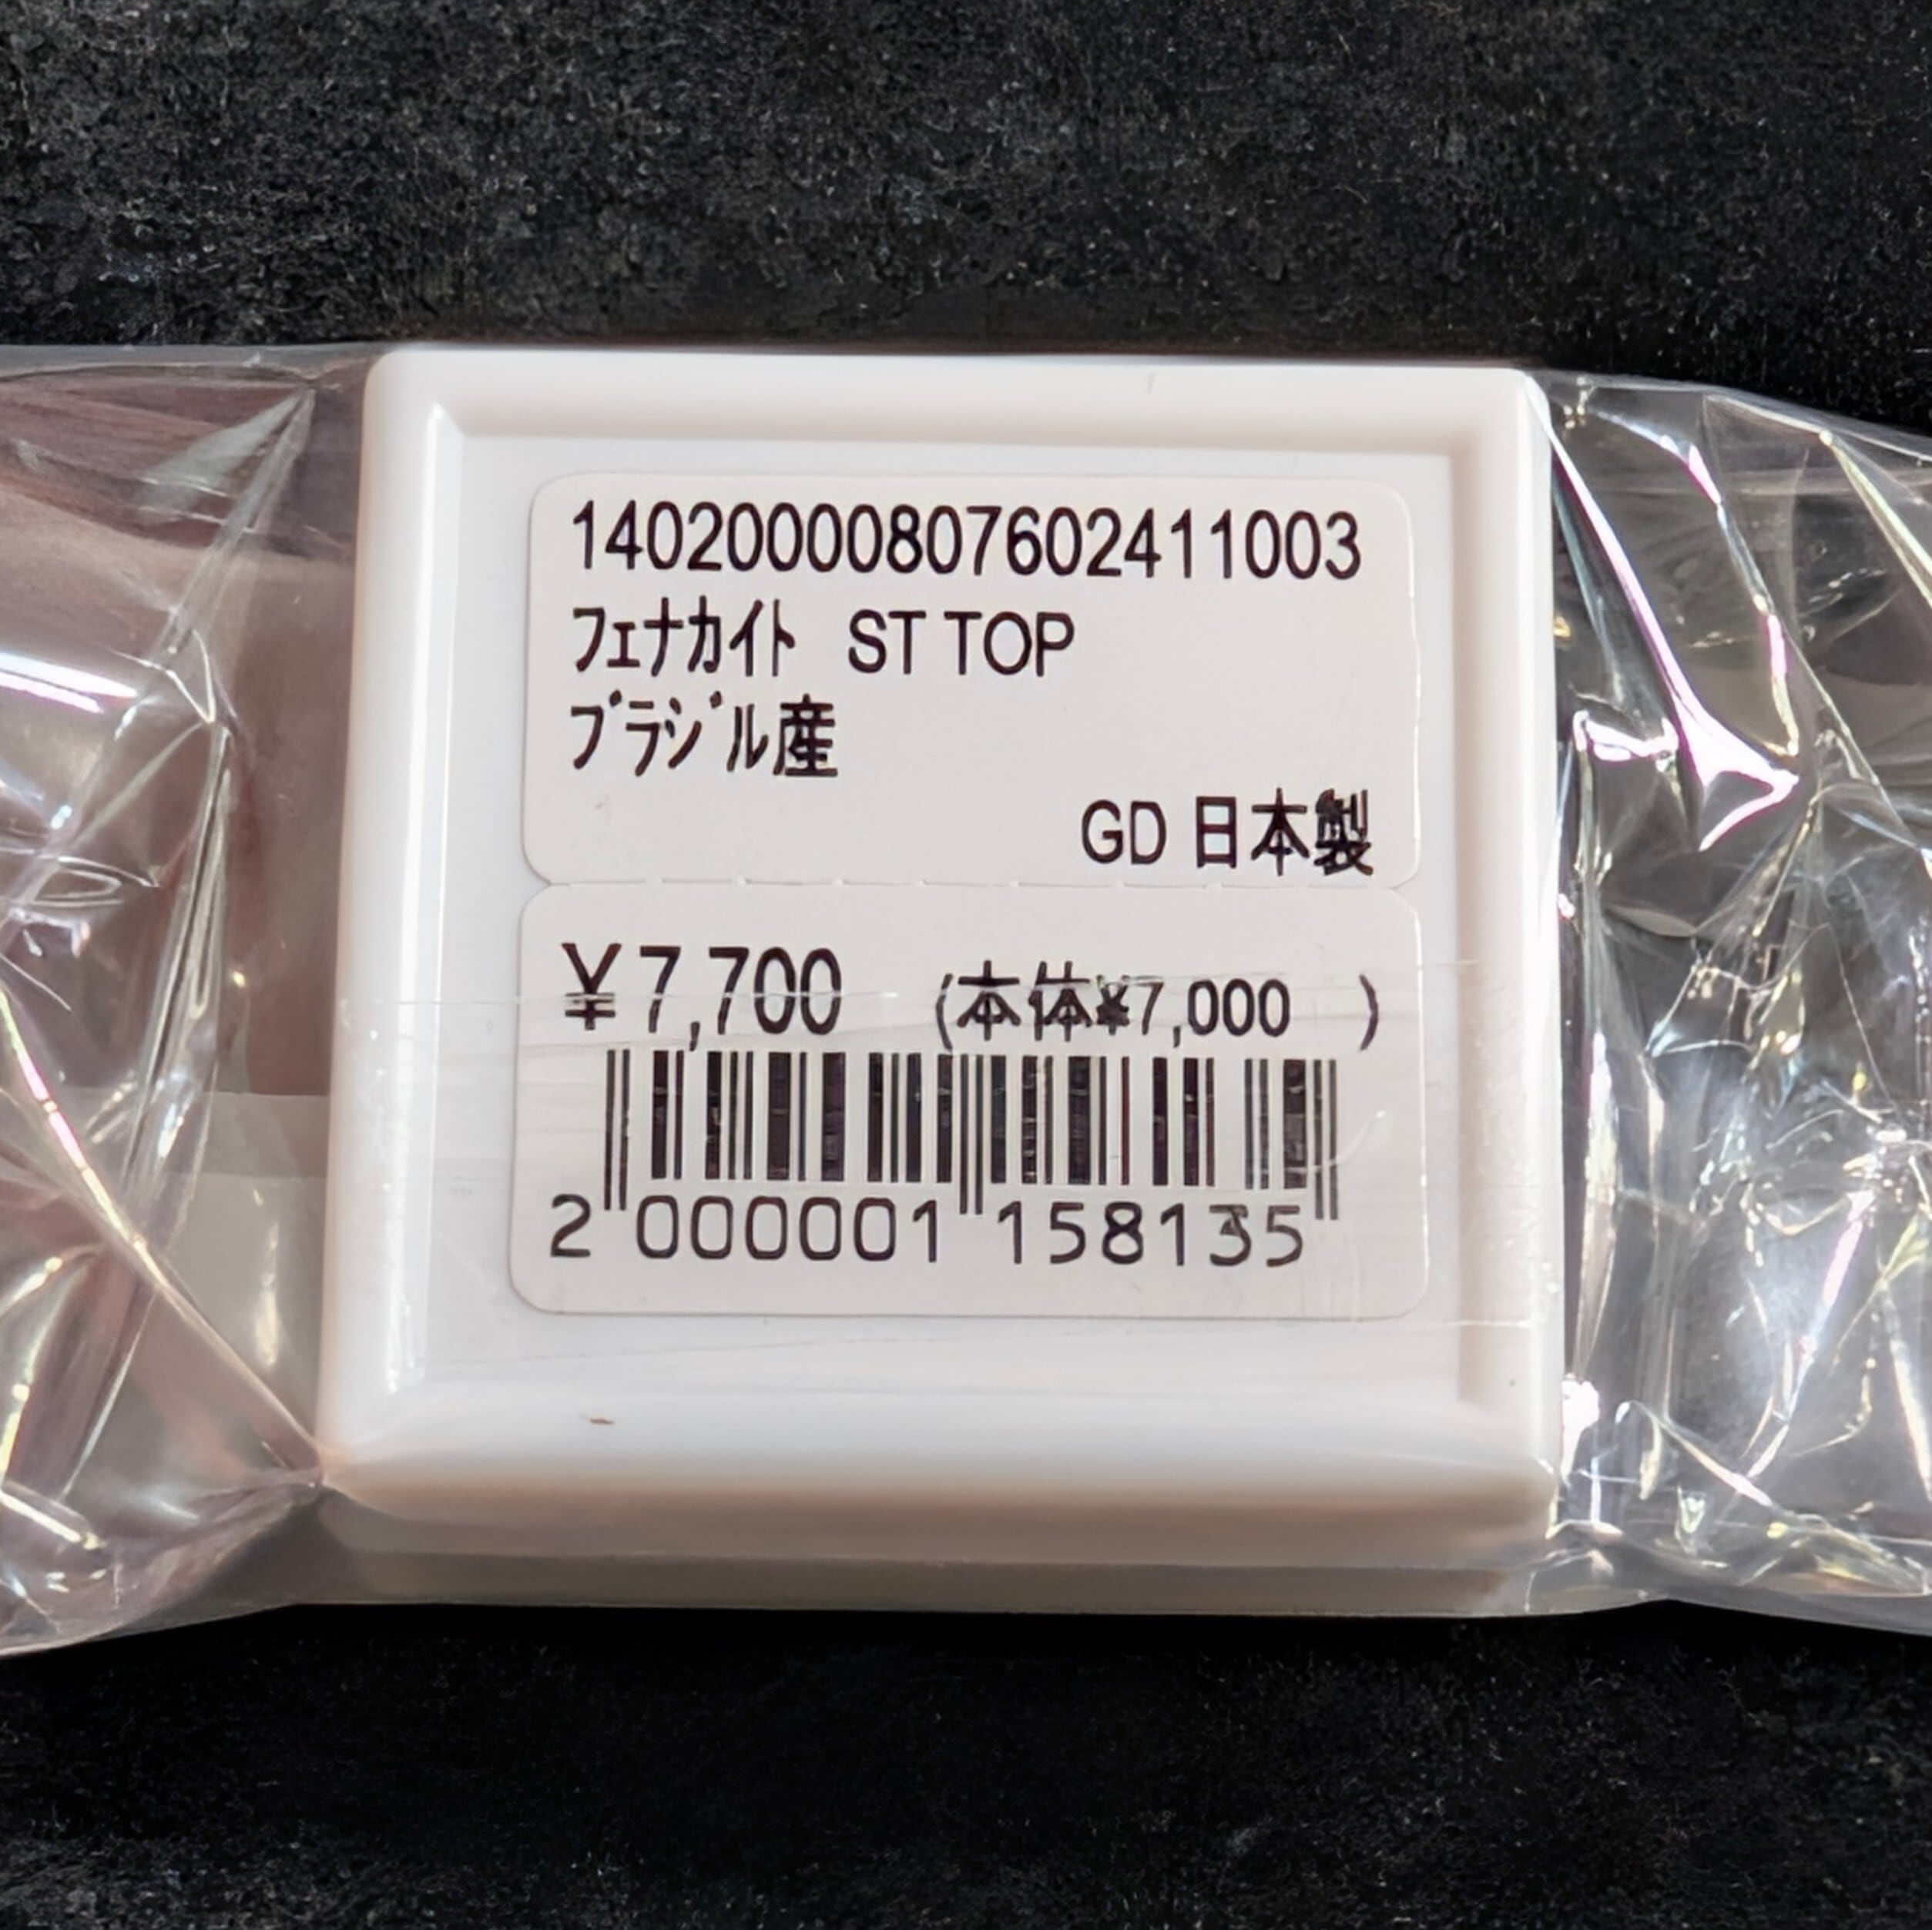 14020000807602411003
フェナカイト ST TOP
ブラジル産
GD 日本製
¥7,700 (本体¥7,000 )
2 000001 158135